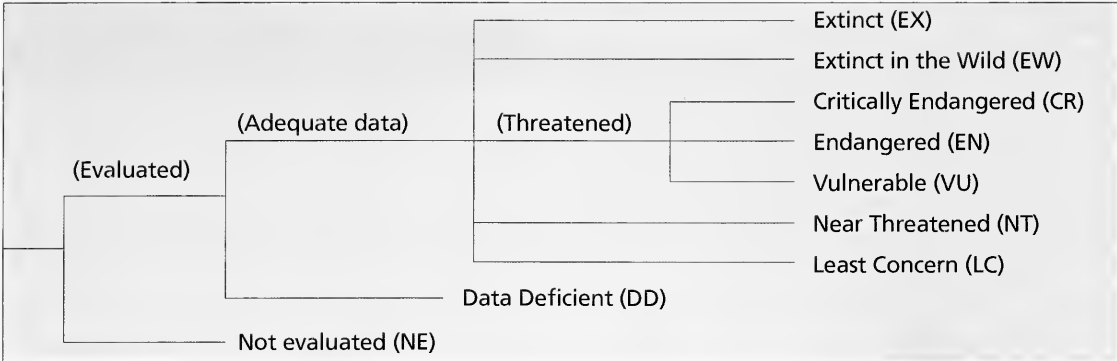 Extinct (EX)
Extinct in the Wild (EW)
Critically Endangered (CR)
(Adequate data)
(Threatened)
Endangered (EN)
(Evaluated)
Vulnerable (VU)
Near Threatened (NT)
Least Concern (LC)
Data Deficient (DD)
Not evaluated (NE)